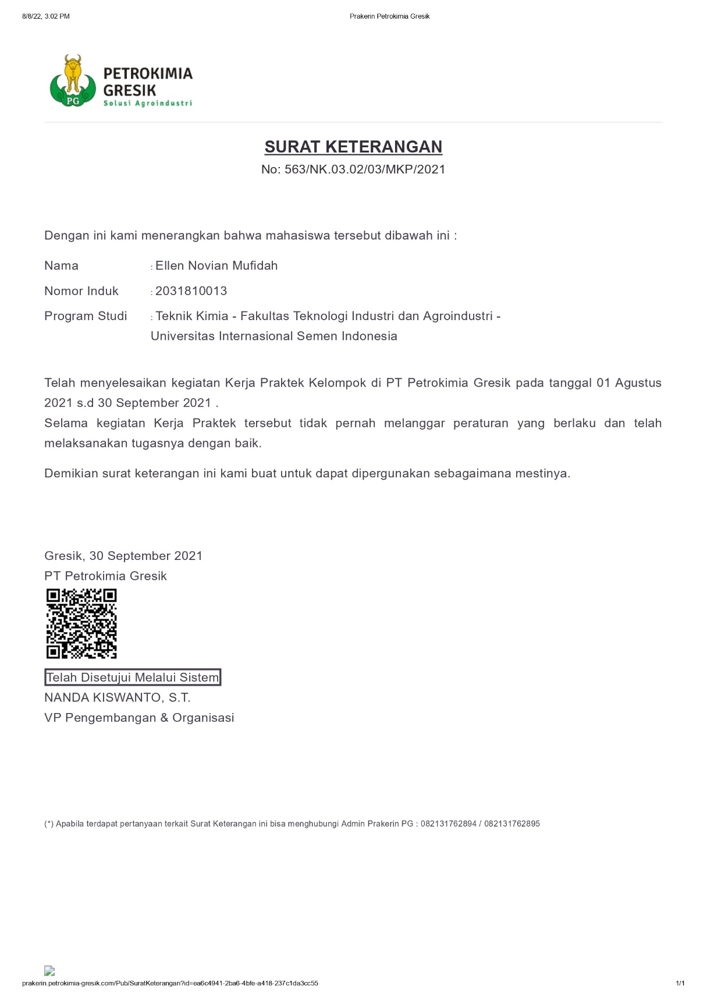 8/8/22, 3:02 PM
Prakerin Petrokimia Gresik
PETROKIMIA
GRESIK
Solusi Agroindustri
PG
SURAT KETERANGAN
No: 563/NK.03.02/03/MKP/2021
Dengan ini kami menerangkan bahwa mahasiswa tersebut dibawah ini :
Nama : Ellen Novian Mufidah
Nomor Induk : 2031810013
Program Studi : Teknik Kimia - Fakultas Teknologi Industri dan Agroindustri -
Universitas Internasional Semen Indonesia
Telah menyelesaikan kegiatan Kerja Praktek Kelompok di PT Petrokimia Gresik pada tanggal 01 Agustus
2021 s.d 30 September 2021 .
Selama kegiatan Kerja Praktek tersebut tidak pernah melanggar peraturan yang berlaku dan telah
melaksanakan tugasnya dengan baik.
Demikian surat keterangan ini kami buat untuk dapat dipergunakan sebagaimana mestinya.
Gresik, 30 September 2021
PT Petrokimia Gresik
Telah Disetujui Melalui Sistem
NANDA KISWANTO, S.T.
VP Pengembangan & Organisasi
(*) Apabila terdapat pertanyaan terkait Surat Keterangan ini bisa menghubungi Admin Prakerin PG : 082131762894 / 082131762895
prakerin.petrokimia-gresik.com/Pub/SuratKeterangan?id=ea6c4941-2ba6-4bfe-a418-237c1da3cc55
1/1